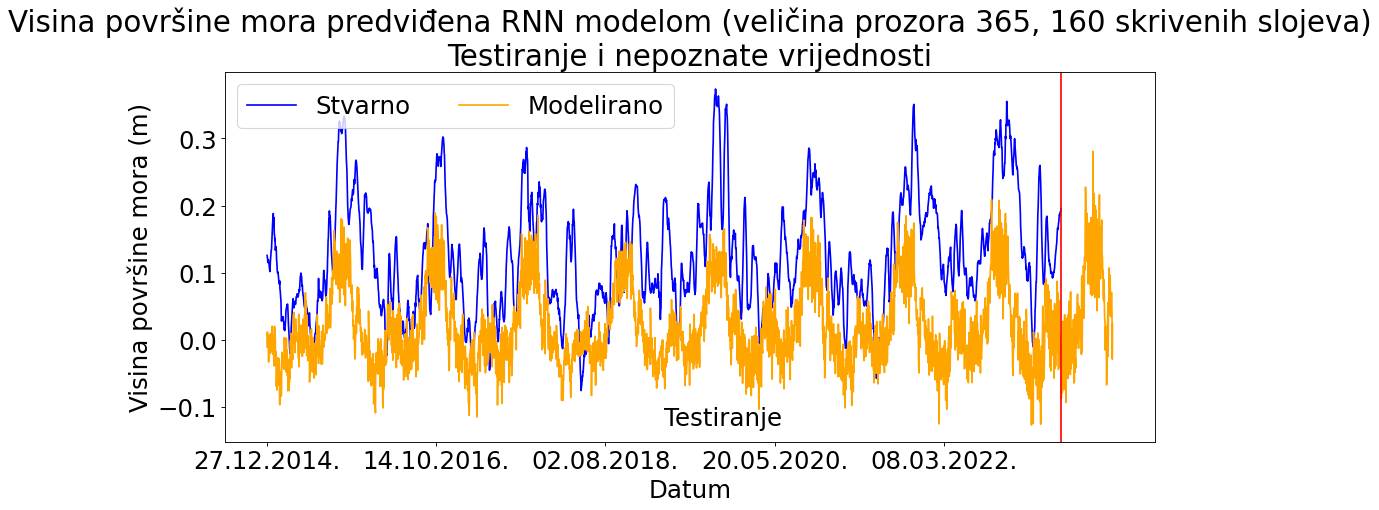 Visina površine mora predviđena RNN modelom (veličina prozora 365, 160 skrivenih slojeva)
Testiranje i nepoznate vrijednosti
Stvarno Modelirano
Visina površine mora (m)
0.3
0.2
0.1
0.0
−0.1
Testiranje
27.12.2014. 14.10.2016. 02.08.2018. 20.05.2020. 08.03.2022.
Datum